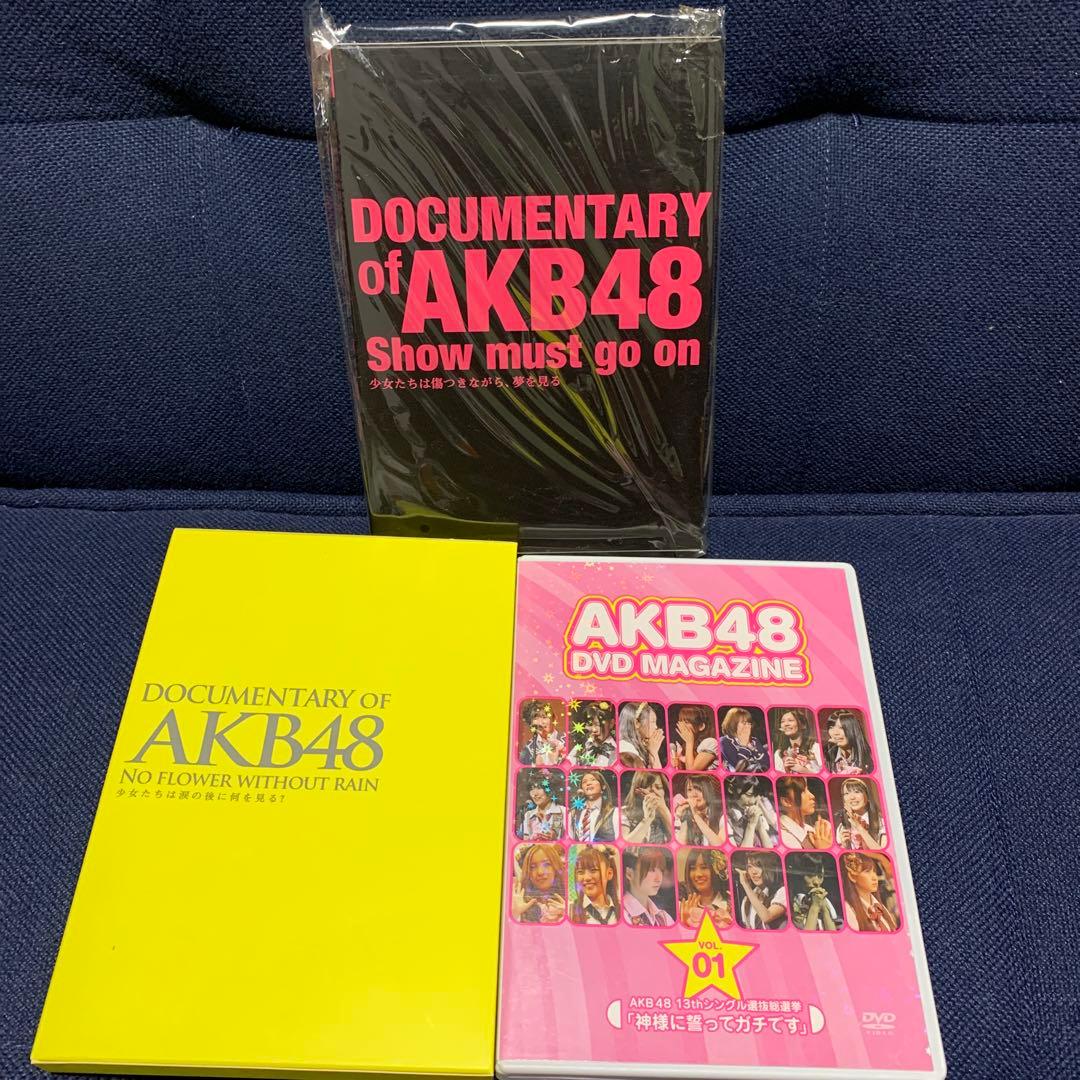 DOCUMENTARY
of AKB48
Show must go on
少女たちは傷つきながら、夢を見る
DOCUMENTARY OF
AKB48
NO FLOWER WITHOUT RAIN
少女たちは涙の後に何を見る?
AKB48
DVD MAGAZINE
VOL.
01
AKB48 13thシングル選抜総選挙
「神様に誓ってガチです」
DVD
VIDEO